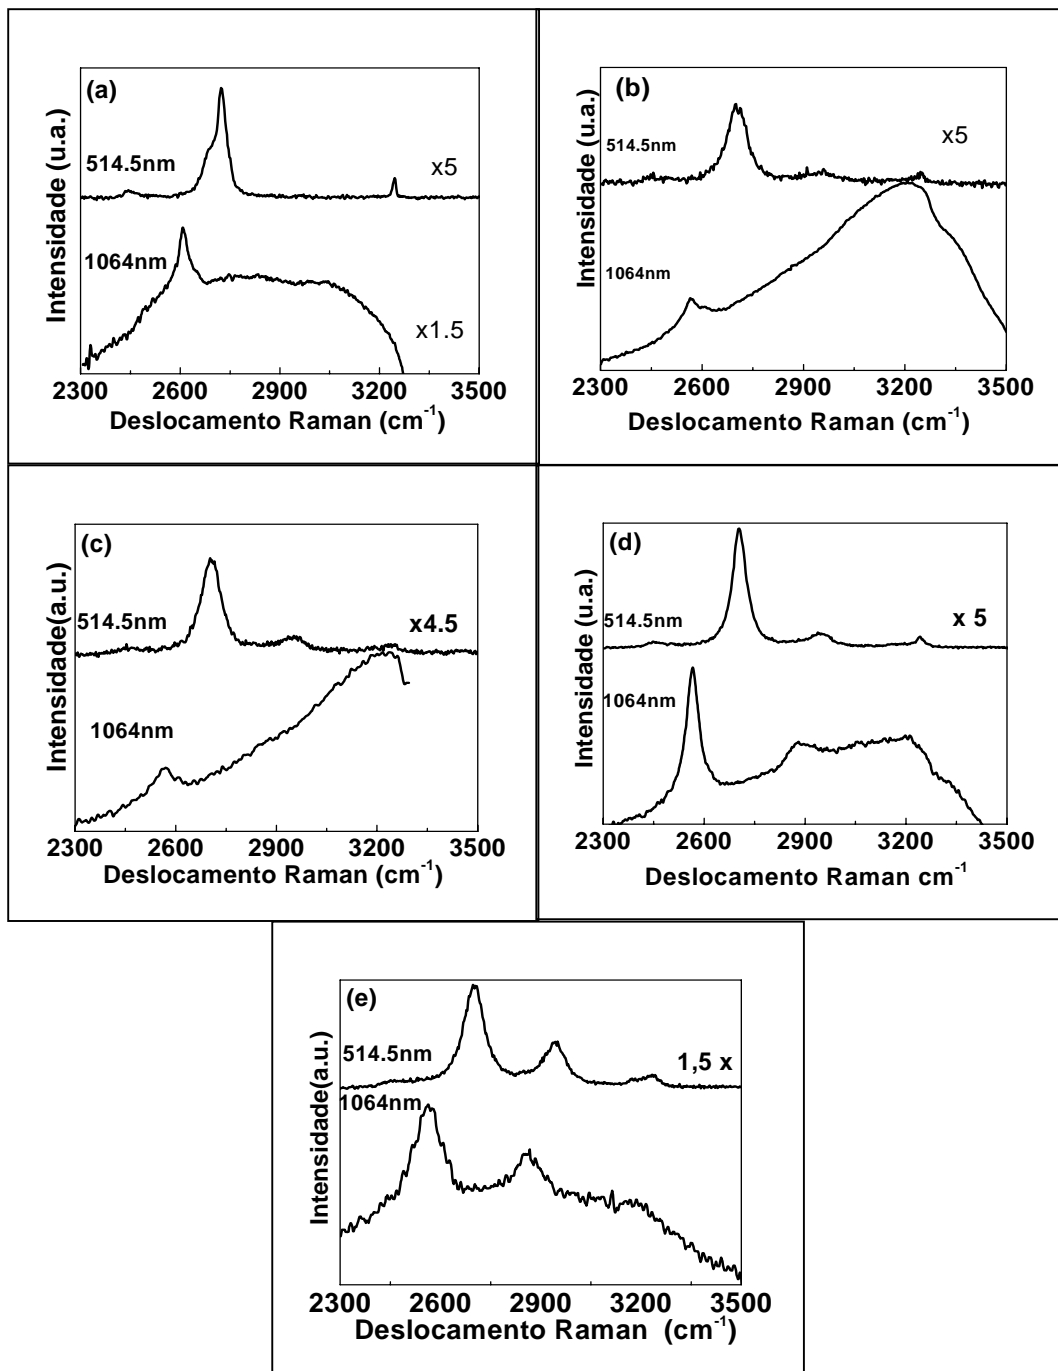 (a)
514.5nm
x5
1064nm
x1.5
Intensidade (u.a.)
2300 2600 2900 3200 3500
Deslocamento Raman (cm-1)
(b)
514.5nm
x5
1064nm
Intensidade (u.a.)
2300 2600 2900 3200 3500
Deslocamento Raman (cm-1)
(c)
514.5nm
x4.5
1064nm
Intensidade(a.u.)
2300 2600 2900 3200 3500
Deslocamento Raman (cm-1)
(d)
514.5nm
x 5
1064nm
Intensidade (u.a.)
2300 2600 2900 3200 3500
Deslocamento Raman cm-1
(e)
514.5nm
1,5 x
1064nm
Intensidade(a.u.)
2300 2600 2900 3200 3500
Deslocamento Raman (cm-1)